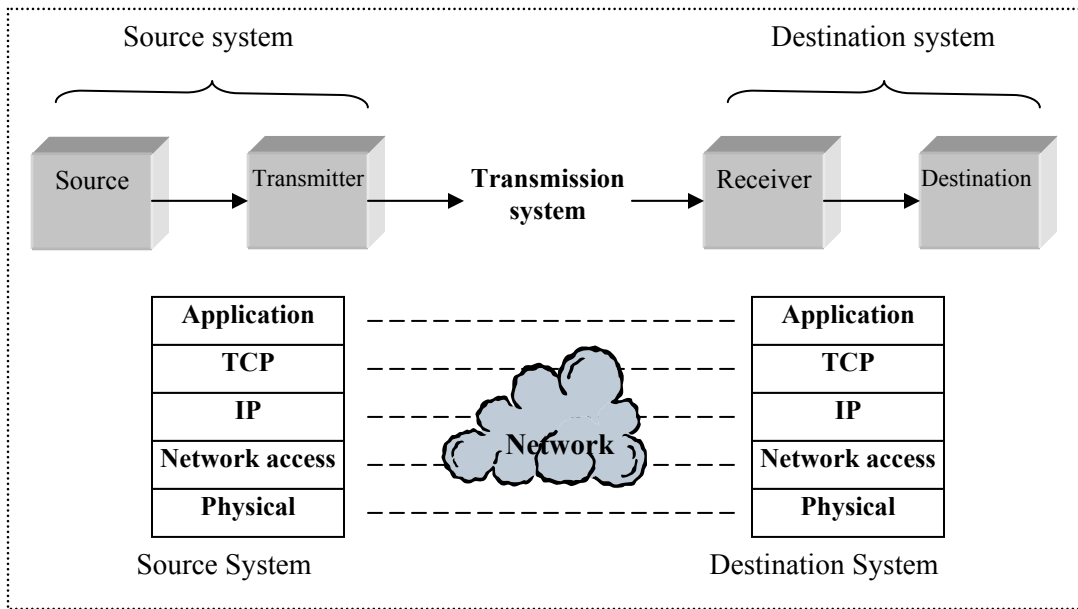 Source system
Destination system
Source
Transmitter
Transmission
system
Receiver
Destination
Application
TCP
IP
Network access
Physical
Source System
Network
Application
TCP
IP
Network access
Physical
Destination System